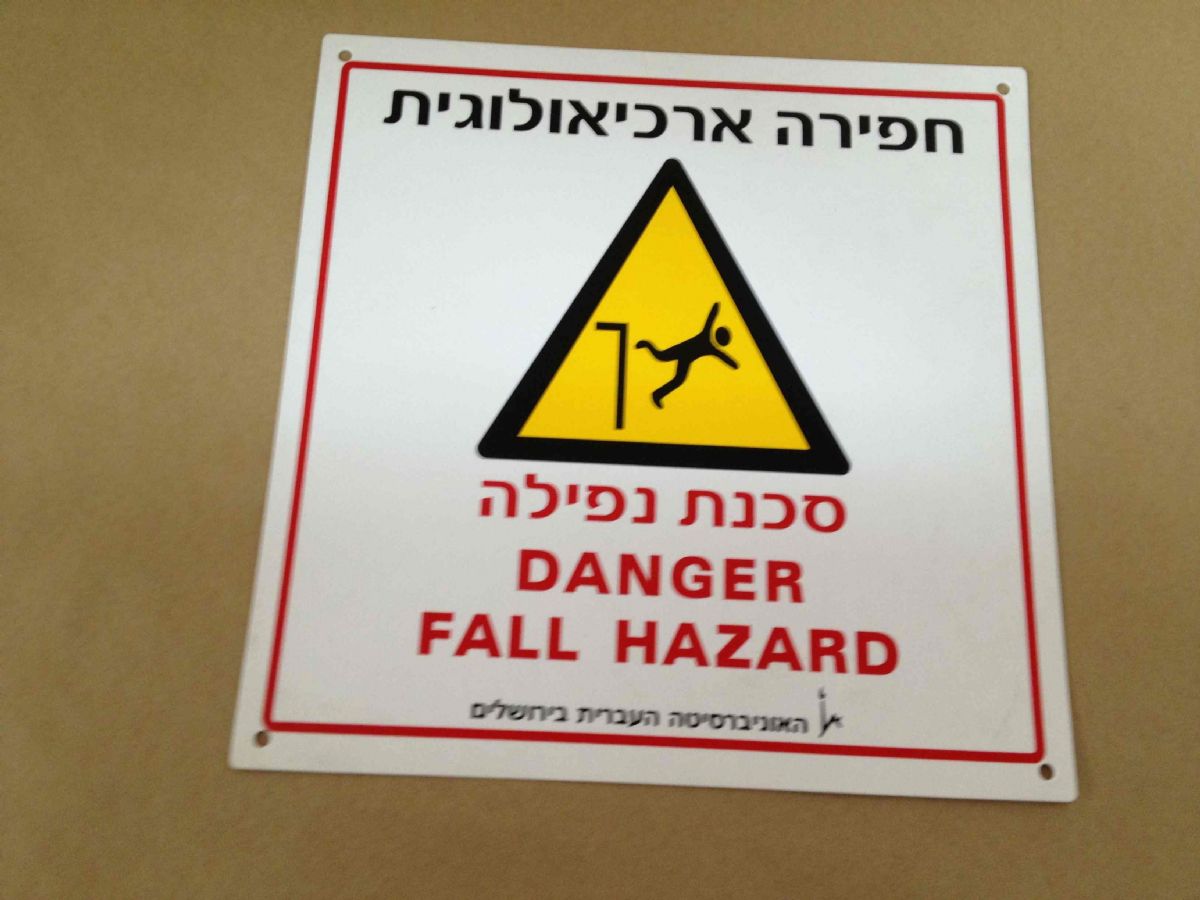 חפירה ארכיאולוגית
סכנת נפילה
DANGER
FALL HAZARD
האוניברסיטה העברית בירושלים